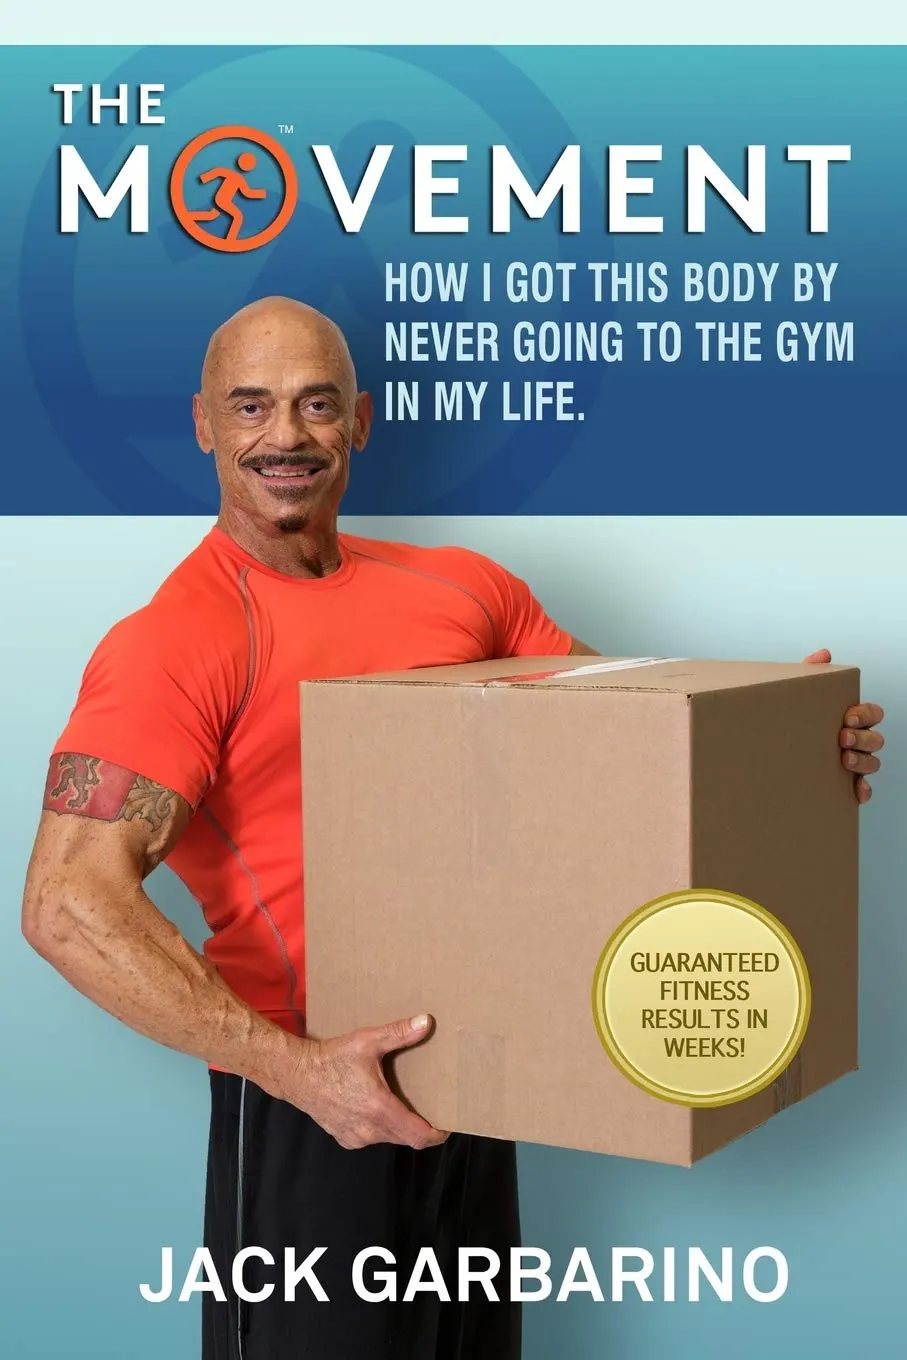 THE
MOVEMENT™
HOW I GOT THIS BODY BY
NEVER GOING TO THE GYM
IN MY LIFE.
GUARANTEED
FITNESS
RESULTS IN
WEEKS!
JACK GARBARINO